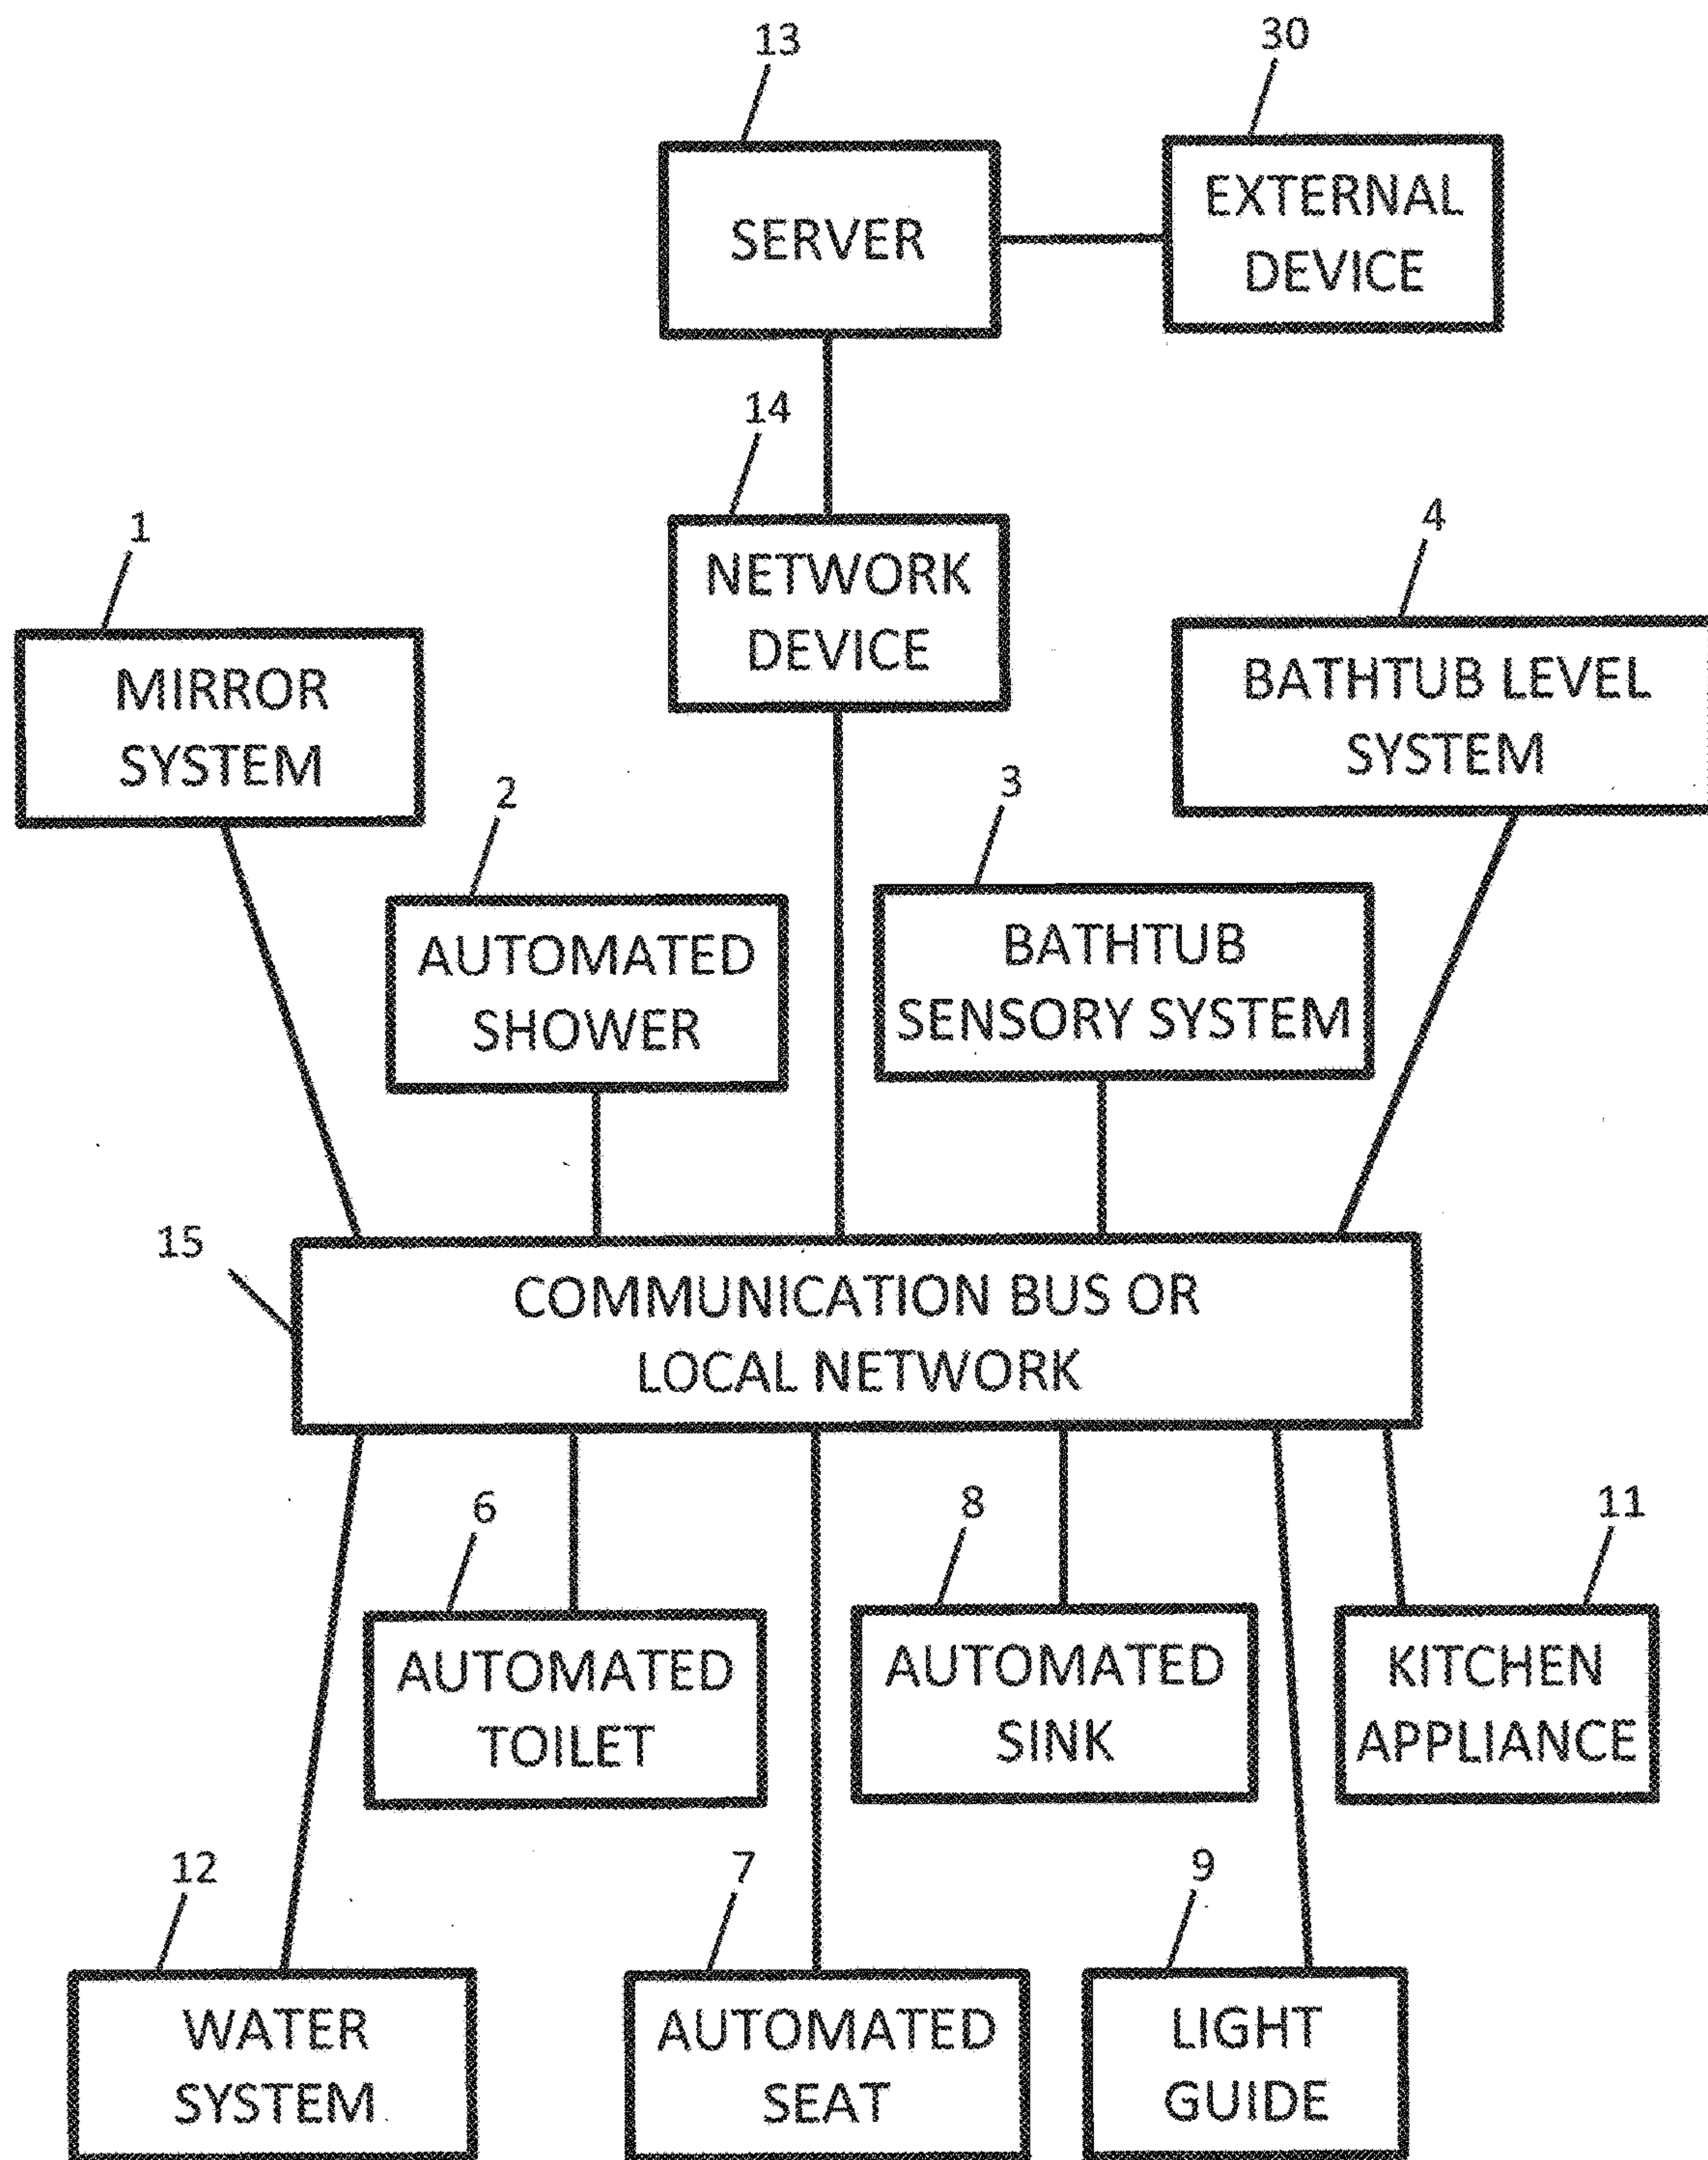 13
30
SERVER
EXTERNAL
DEVICE
14
NETWORK
DEVICE
1
MIRROR
SYSTEM
4
BATHTUB LEVEL
SYSTEM
2
AUTOMATED
SHOWER
3
BATHTUB
SENSORY SYSTEM
15
COMMUNICATION BUS OR
LOCAL NETWORK
6
AUTOMATED
TOILET
8
AUTOMATED
SINK
11
KITCHEN
APPLIANCE
12
WATER
SYSTEM
7
AUTOMATED
SEAT
9
LIGHT
GUIDE